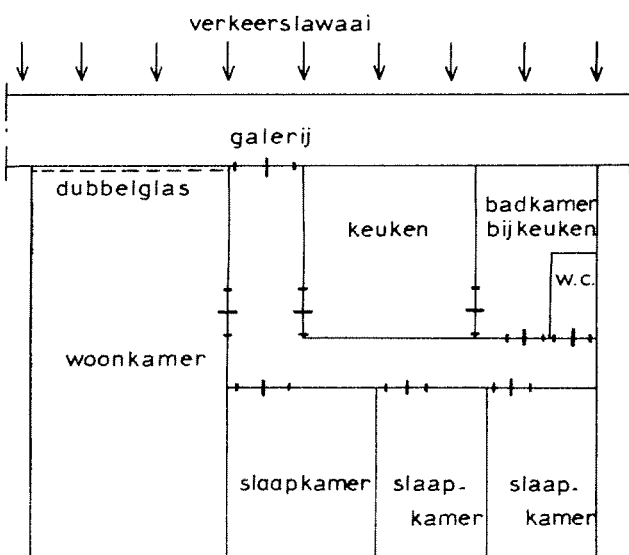 verkeerslawaai
galerij
dubbelglas
keuken
badkamer
bijkeuken
w.c.
woonkamer
slaapkamer
slaap-
kamer
slaap-
kamer